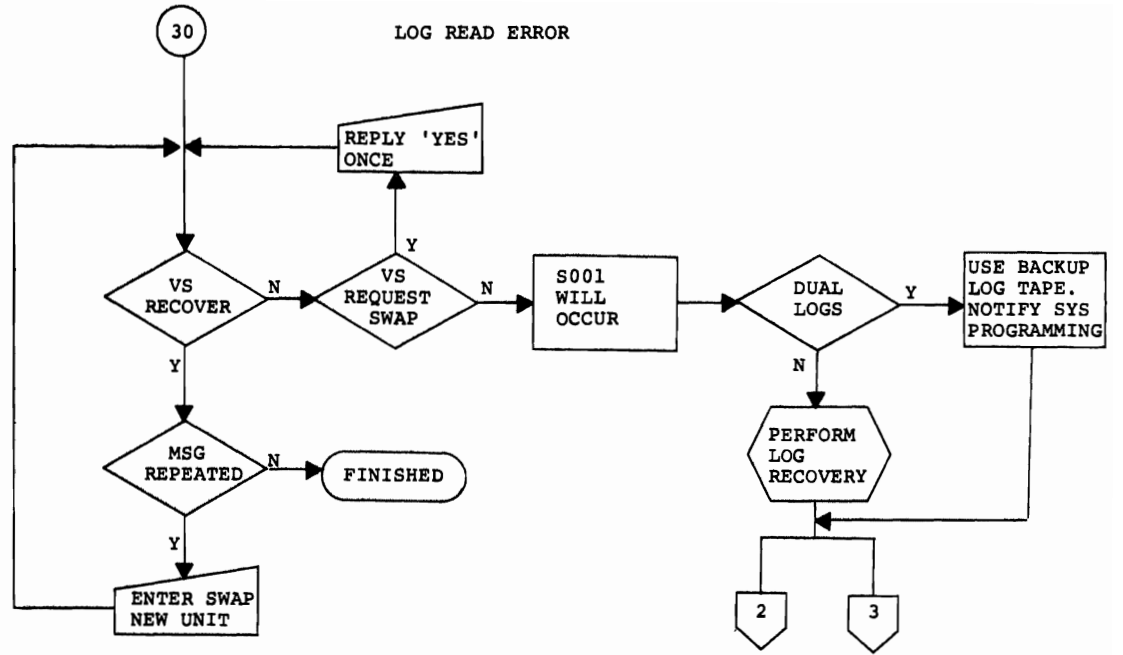 30
LOG READ ERROR
REPLY 'YES'
ONCE
VS
RECOVER
N
Y
VS
REQUEST
SWAP
Y
N
S001
WILL
OCCUR
DUAL
LOGS
Y
N
USE BACKUP
LOG TAPE.
NOTIFY SYS
PROGRAMMING
MSG
REPEATED
N
Y
FINISHED
PERFORM
LOG
RECOVERY
ENTER SWAP
NEW UNIT
2
3